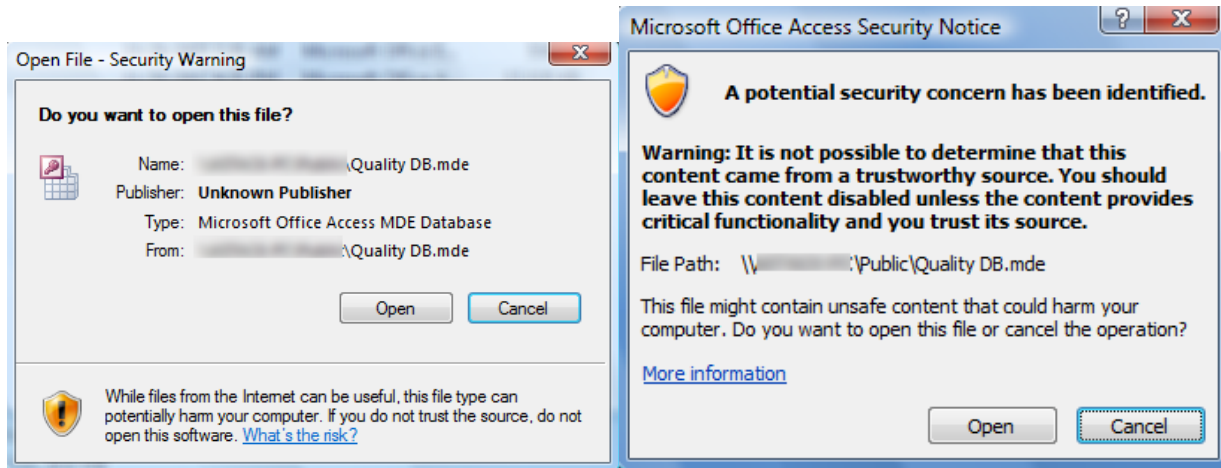 Open File - Security Warning
Do you want to open this file?
Name: \Quality DB.mde
Publisher: Unknown Publisher
Type: Microsoft Office Access MDE Database
From: \Quality DB.mde
Open Cancel
While files from the Internet can be useful, this file type can
potentially harm your computer. If you do not trust the source, do not
open this software. What's the risk?
Microsoft Office Access Security Notice
A potential security concern has been identified.
Warning: It is not possible to determine that this
content came from a trustworthy source. You should
leave this content disabled unless the content provides
critical functionality and you trust its source.
File Path: \\ \Public\Quality DB.mde
This file might contain unsafe content that could harm your
computer. Do you want to open this file or cancel the operation?
More information
Open Cancel